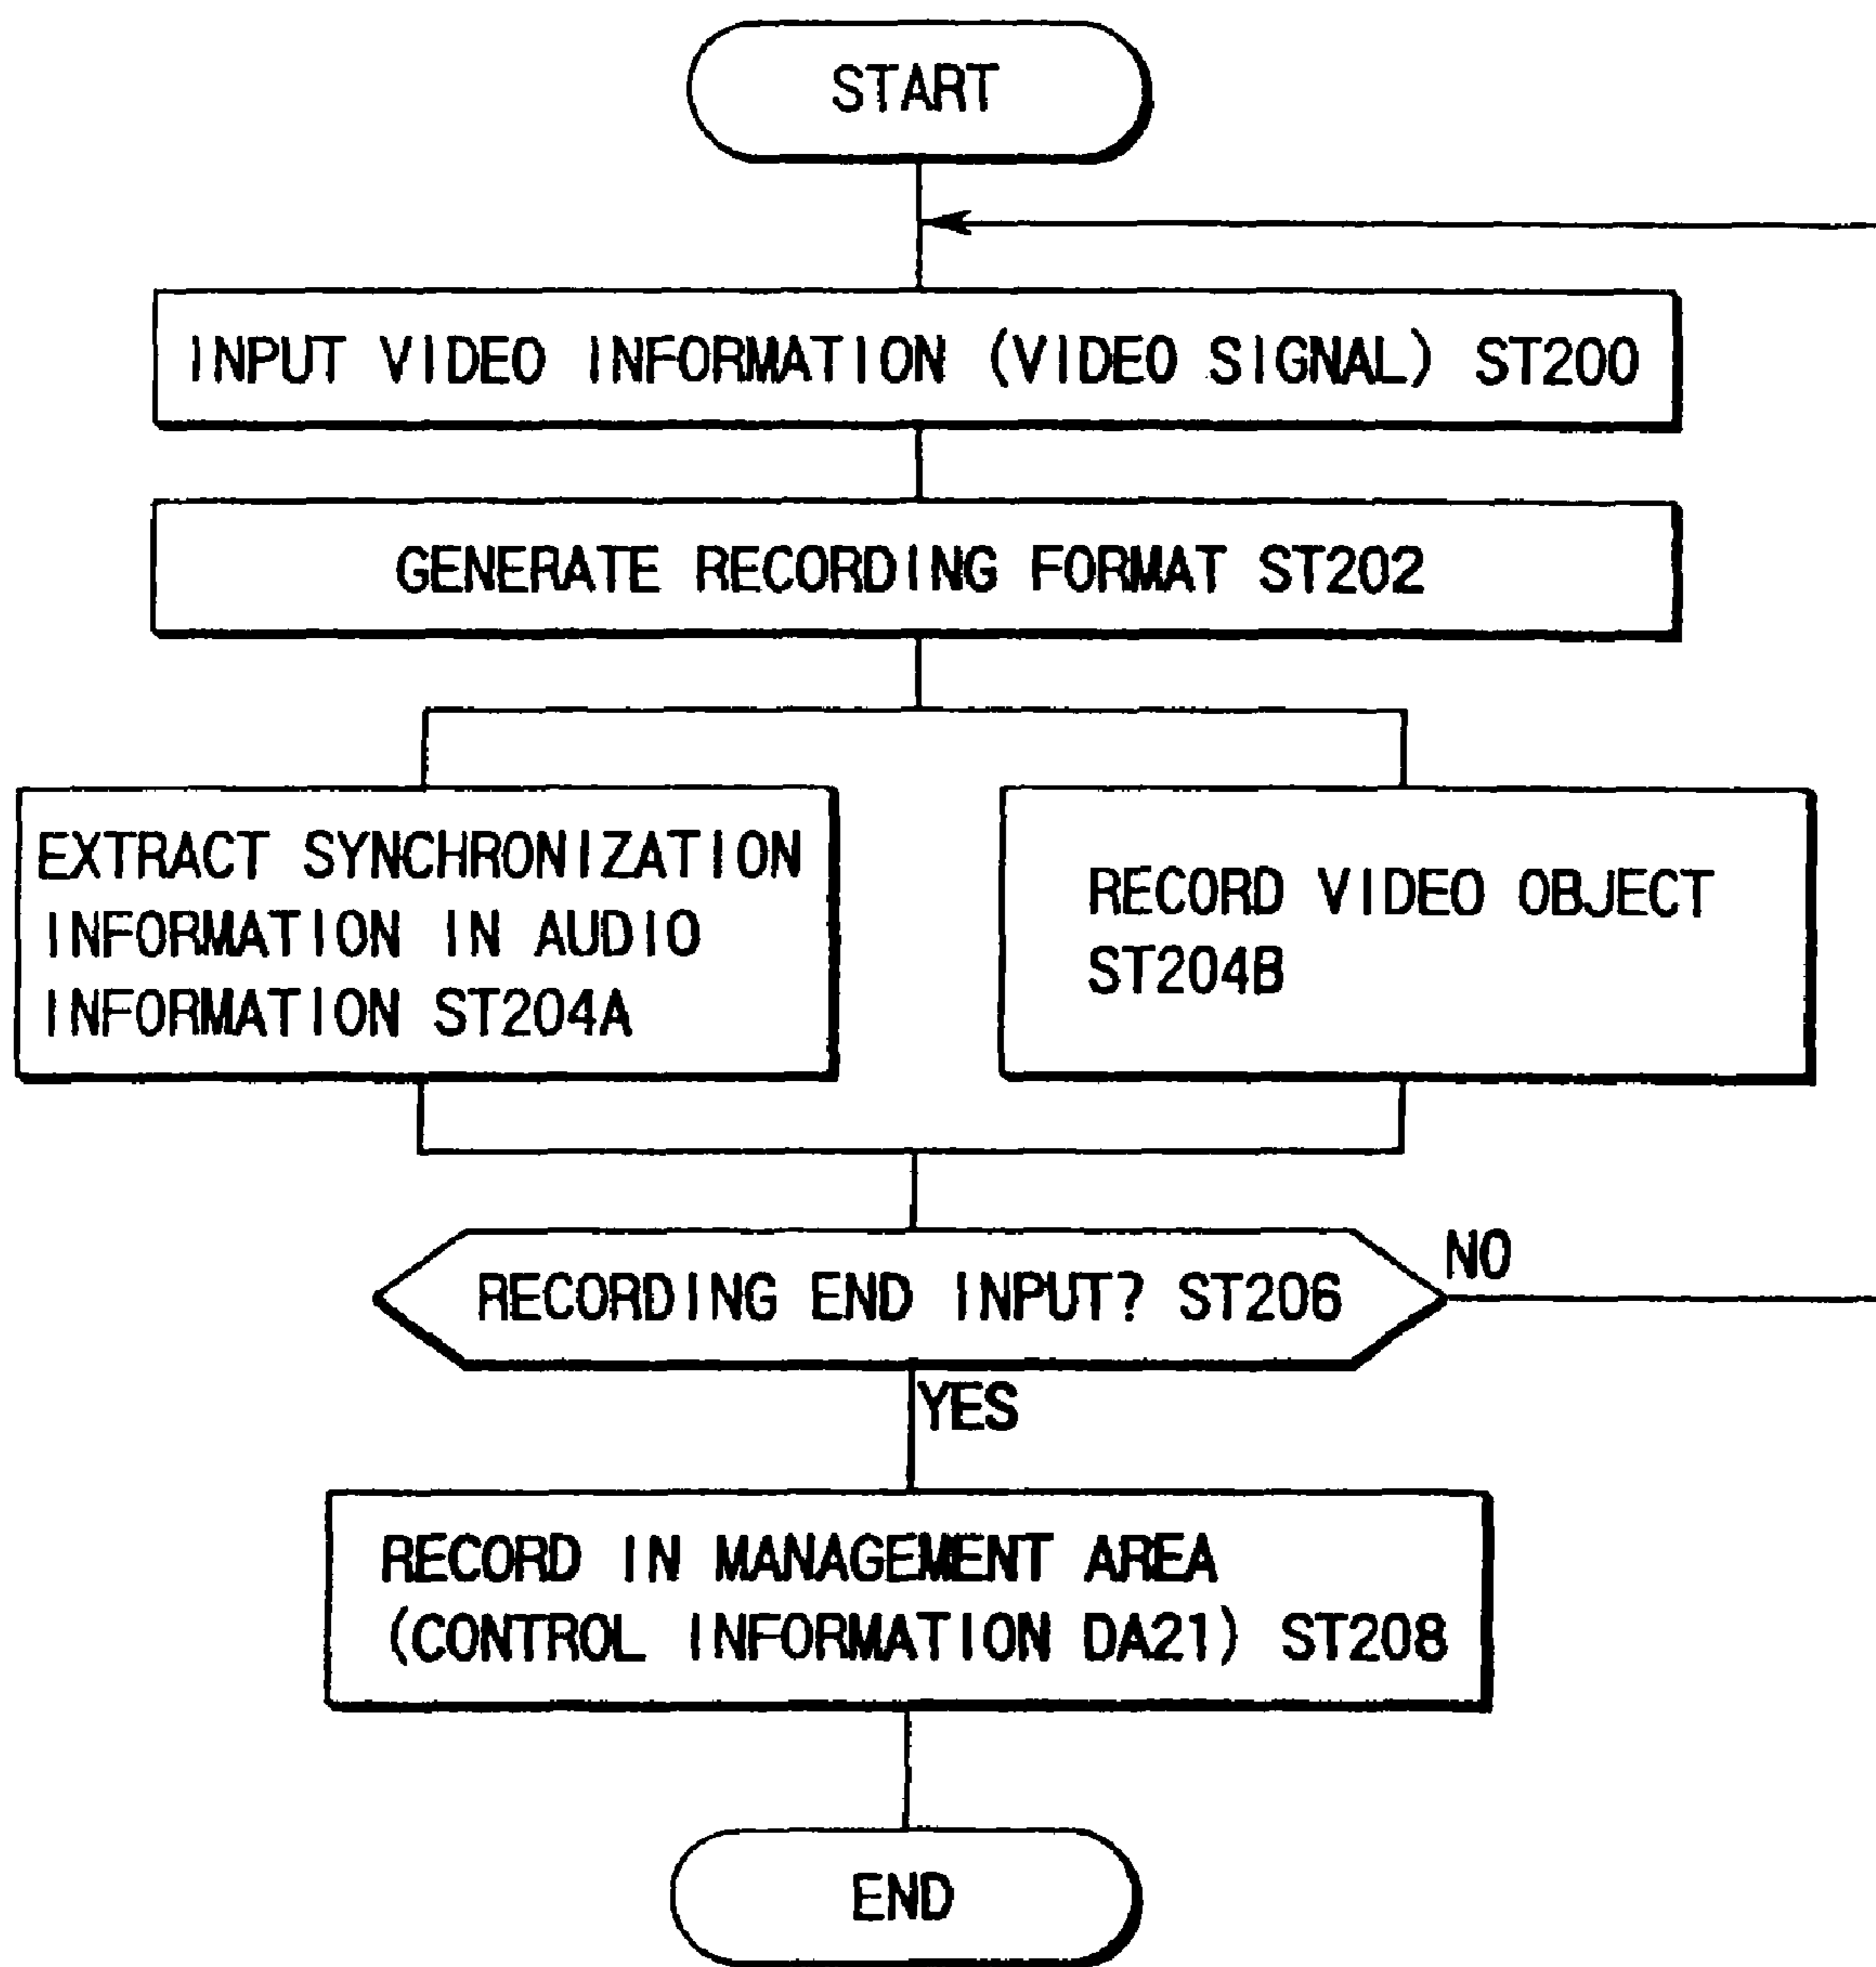 START
INPUT VIDEO INFORMATION (VIDEO SIGNAL) ST200
GENERATE RECORDING FORMAT ST202
EXTRACT SYNCHRONIZATION
INFORMATION IN AUDIO
INFORMATION ST204A
RECORD VIDEO OBJECT
ST204B
RECORDING END INPUT? ST206
NO
YES
RECORD IN MANAGEMENT AREA
(CONTROL INFORMATION DA21) ST208
END